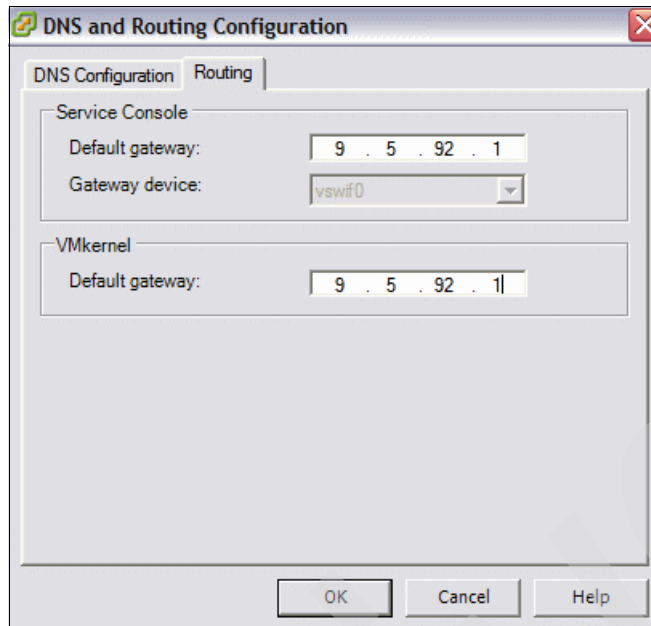 DNS and Routing Configuration
DNS Configuration Routing
Service Console
Default gateway: 9 . 5 . 92 . 1
Gateway device: vswif0
VMkernel
Default gateway: 9 . 5 . 92 . 1
OK Cancel Help